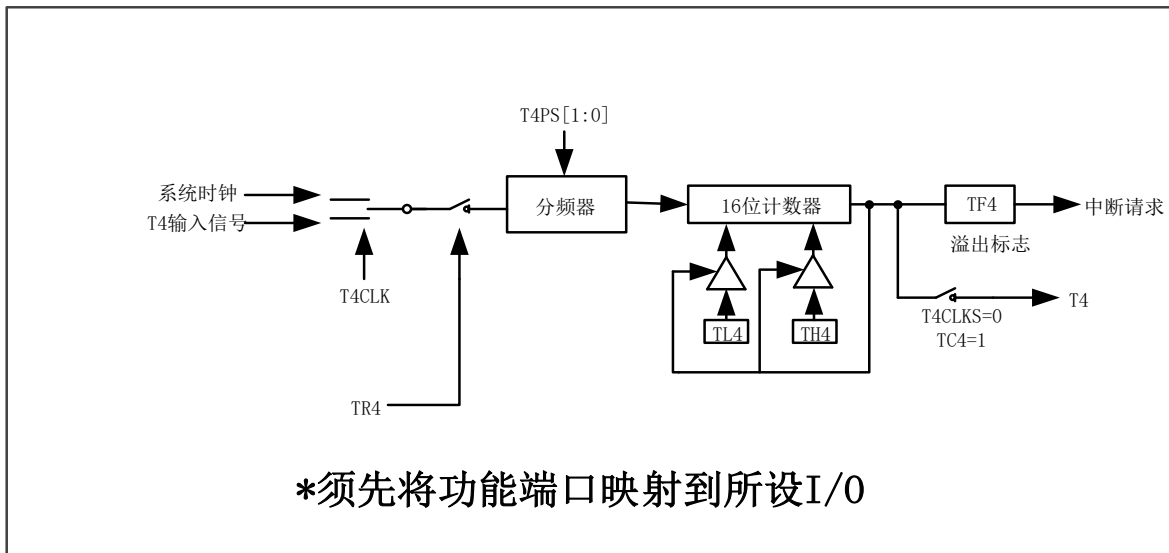 T4PS[1:0]
系统时钟
T4输入信号
分频器
16位计数器
TF4
中断请求
溢出标志
T4CLK
TL4
TH4
T4
T4CLKS=0
TC4=1
TR4
*须先将功能端口映射到所设I/O